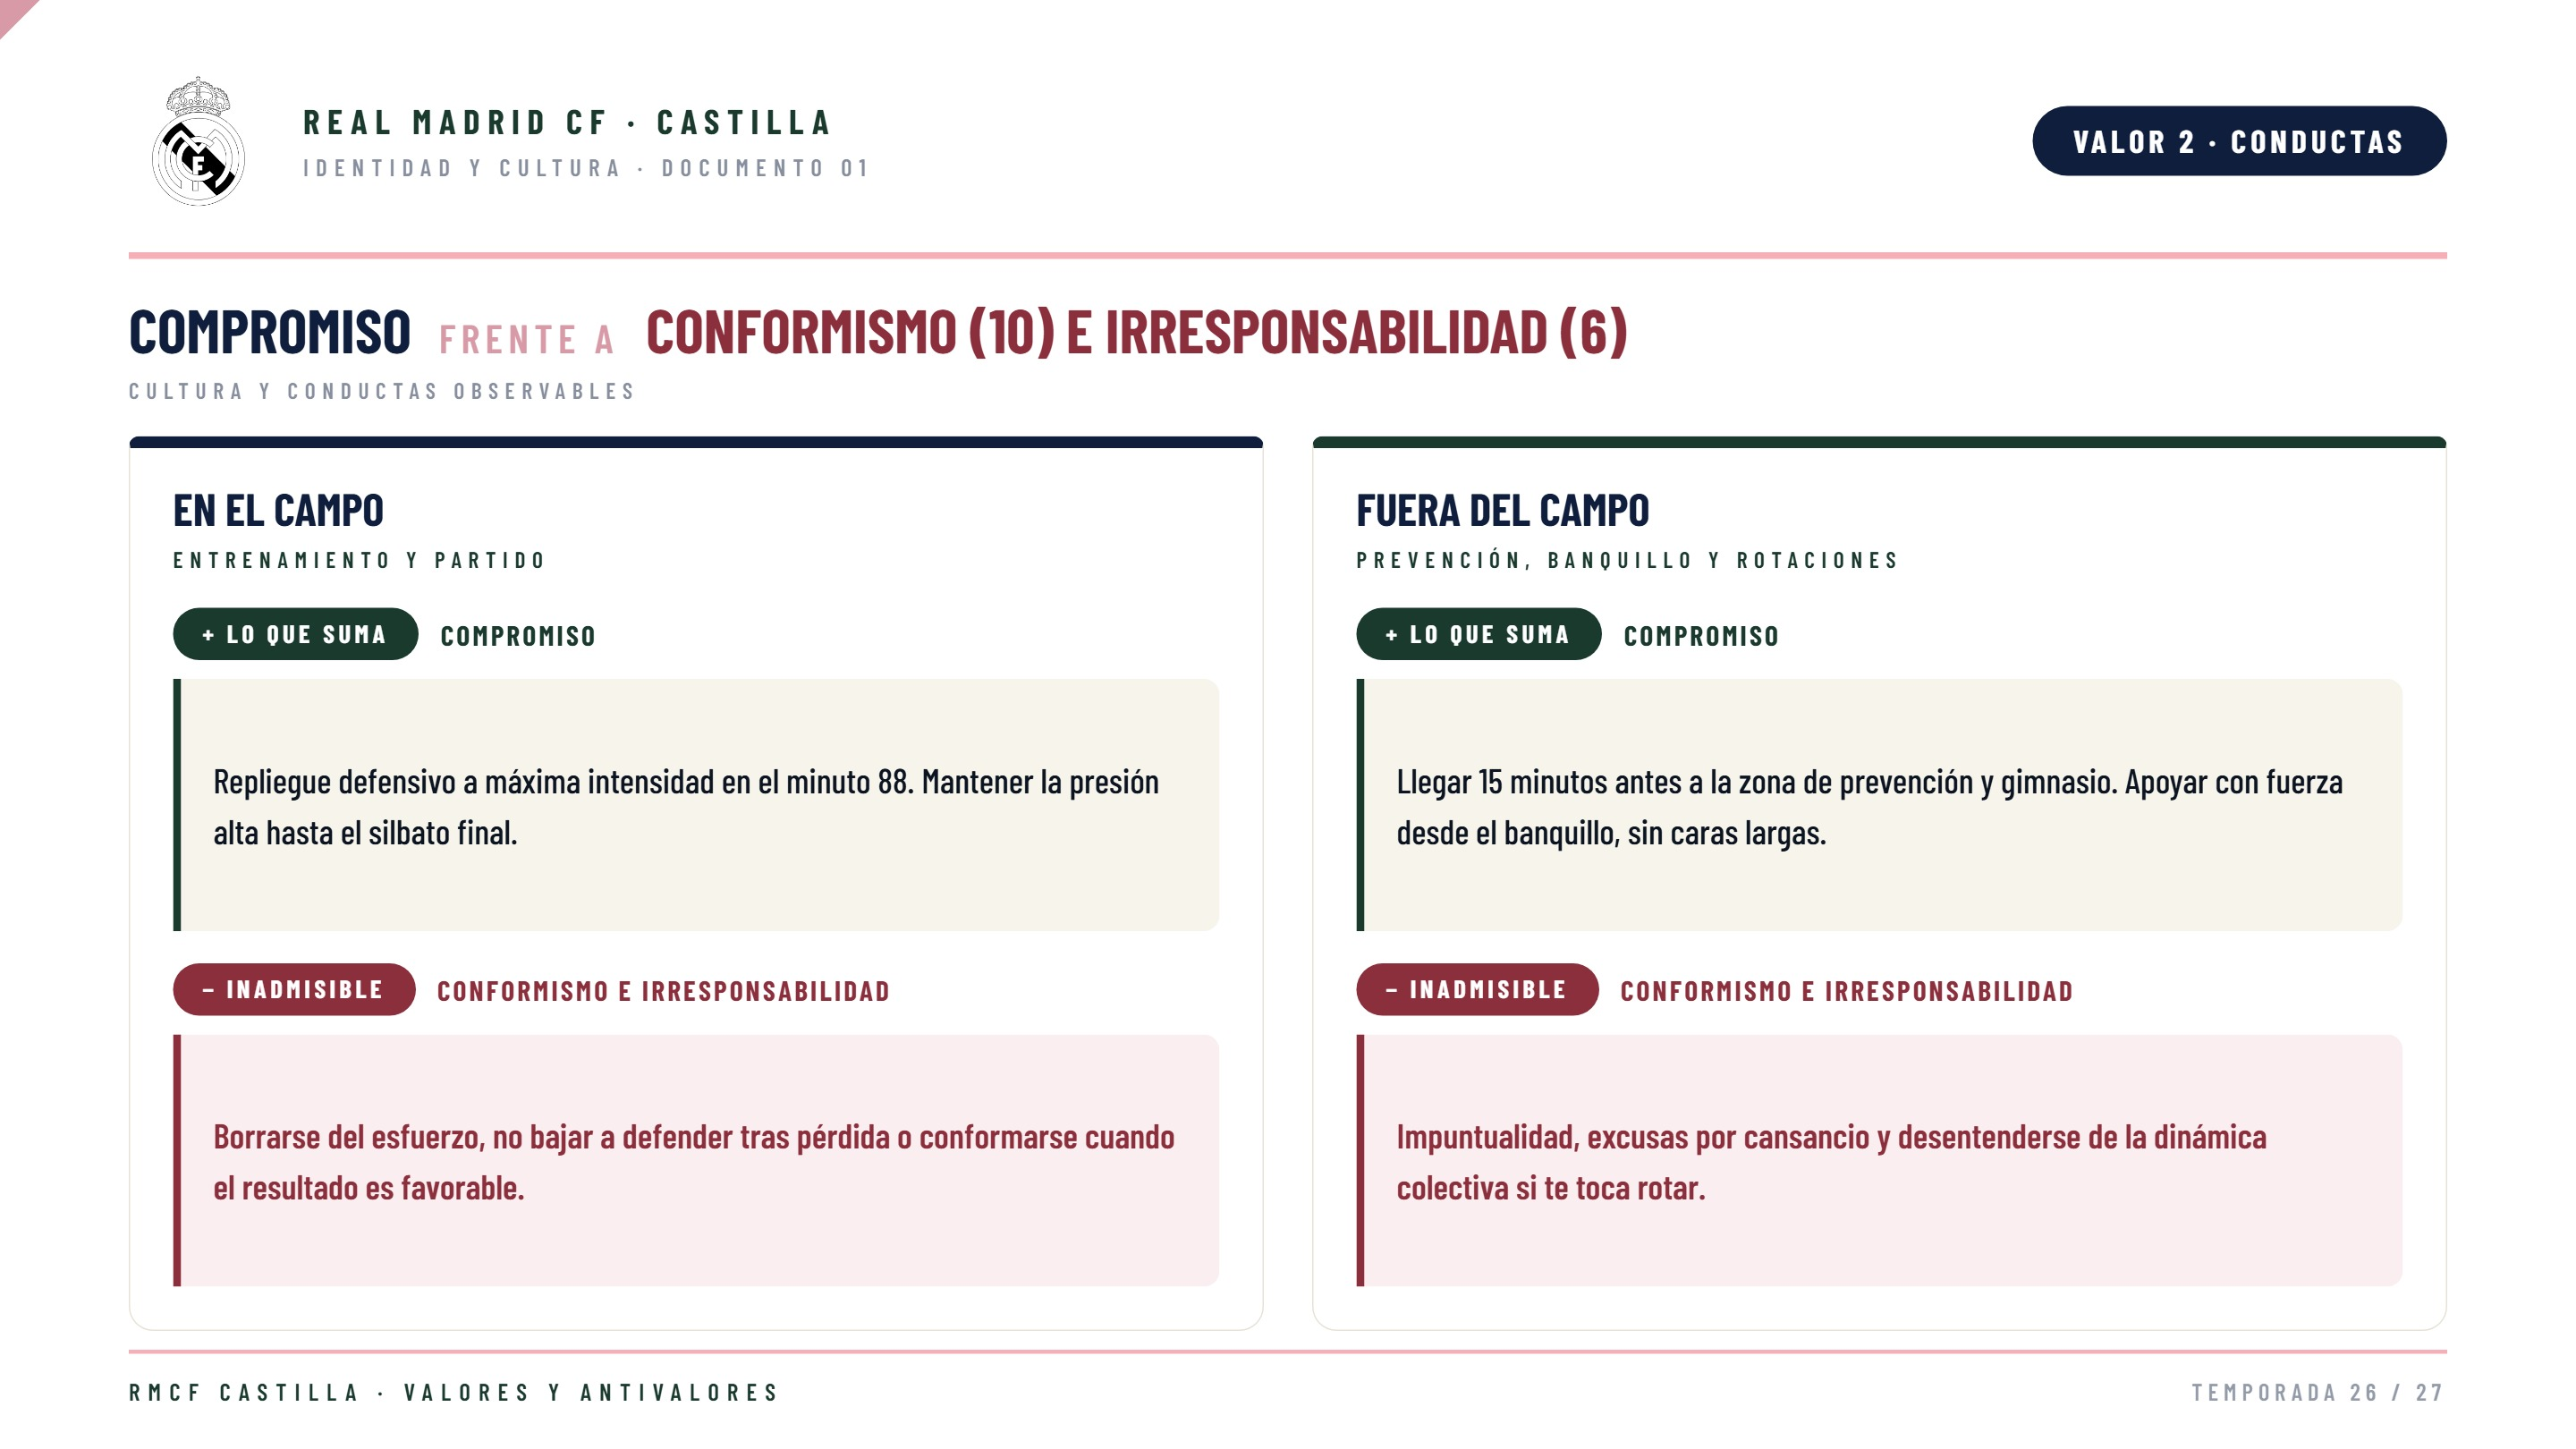 REAL MADRID CF · CASTILLA
IDENTIDAD Y CULTURA · DOCUMENTO 01
VALOR 2 · CONDUCTAS
COMPROMISO FRENTE A CONFORMISMO (10) E IRRESPONSABILIDAD (6)
CULTURA Y CONDUCTAS OBSERVABLES
EN EL CAMPO
ENTRENAMIENTO Y PARTIDO
+ LO QUE SUMA COMPROMISO
Repliegue defensivo a máxima intensidad en el minuto 88. Mantener la presión
alta hasta el silbato final.
– INADMISIBLE CONFORMISMO E IRRESPONSABILIDAD
Borrarse del esfuerzo, no bajar a defender tras pérdida o conformarse cuando
el resultado es favorable.
FUERA DEL CAMPO
PREVENCIÓN, BANQUILLO Y ROTACIONES
+ LO QUE SUMA COMPROMISO
Llegar 15 minutos antes a la zona de prevención y gimnasio. Apoyar con fuerza
desde el banquillo, sin caras largas.
– INADMISIBLE CONFORMISMO E IRRESPONSABILIDAD
Impuntualidad, excusas por cansancio y desentenderse de la dinámica
colectiva si te toca rotar.
RMCF CASTILLA · VALORES Y ANTIVALORES
TEMPORADA 26 / 27